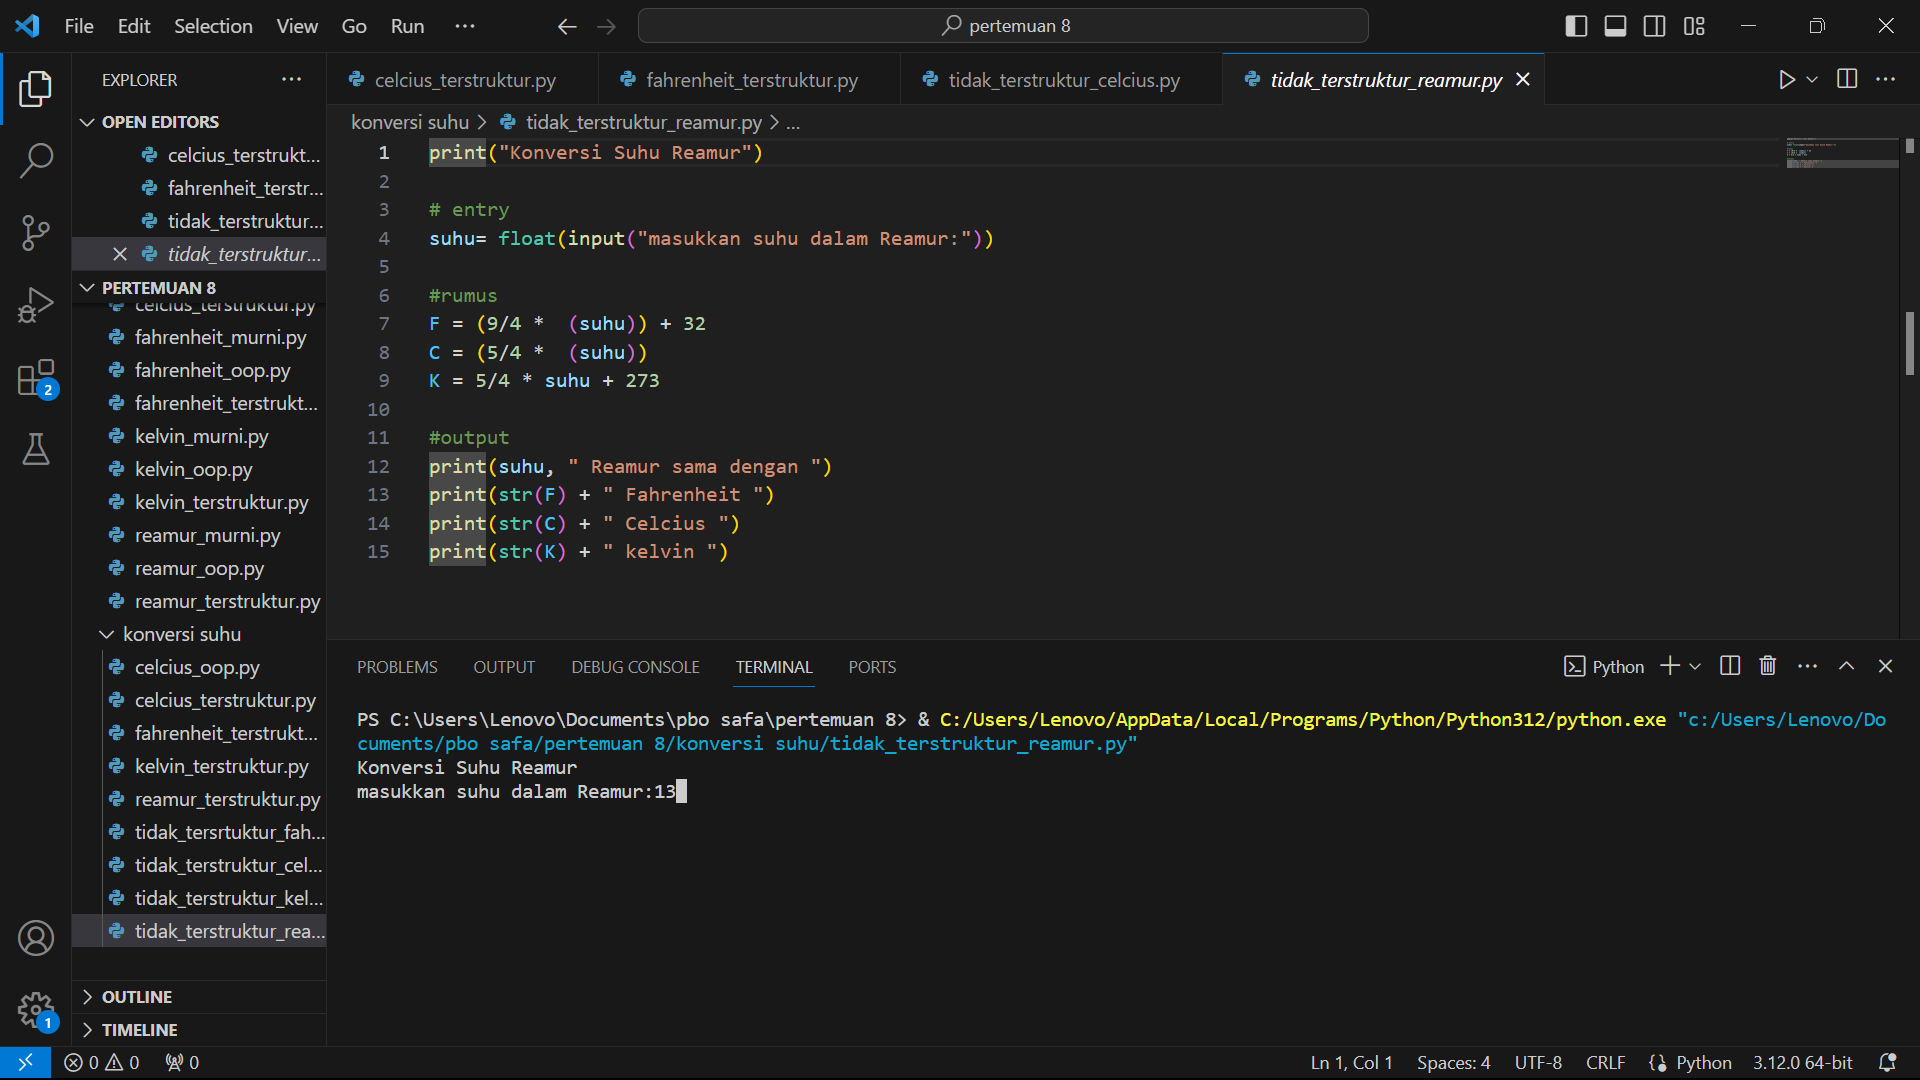 File Edit Selection View Go Run ··· pertemuan 8
EXPLORER ···
celcius_terstruktur.py fahrenheit_terstruktur.py tidak_terstruktur_celcius.py tidak_terstruktur_reamur.py
OPEN EDITORS
celcius_terstrukt...
fahrenheit_terstr...
tidak_terstruktur...
tidak_terstruktur...
PERTEMUAN 8
celcius_terstruktur.py
fahrenheit_murni.py
fahrenheit_oop.py
fahrenheit_terstrukt...
kelvin_murni.py
kelvin_oop.py
kelvin_terstruktur.py
reamur_murni.py
reamur_oop.py
reamur_terstruktur.py
konversi suhu
celcius_oop.py
celcius_terstruktur.py
fahrenheit_terstrukt...
kelvin_terstruktur.py
reamur_terstruktur.py
tidak_tersrtuktur_fah...
tidak_terstruktur_cel...
tidak_terstruktur_kel...
tidak_terstruktur_rea...
OUTLINE
TIMELINE
2
1
konversi suhu > tidak_terstruktur_reamur.py > ...
1 print("Konversi Suhu Reamur")
2
3 # entry
4 suhu= float(input("masukkan suhu dalam Reamur:"))
5
6 #rumus
7 F = (9/4 *  (suhu)) + 32
8 C = (5/4 *  (suhu))
9 K = 5/4 * suhu + 273
10
11 #output
12 print(suhu, " Reamur sama dengan ")
13 print(str(F) + " Fahrenheit ")
14 print(str(C) + " Celcius ")
15 print(str(K) + " kelvin ")
PROBLEMS OUTPUT DEBUG CONSOLE TERMINAL PORTS Python
PS C:\Users\Lenovo\Documents\pbo safa\pertemuan 8> & C:/Users/Lenovo/AppData/Local/Programs/Python/Python312/python.exe "c:/Users/Lenovo/Do
cuments/pbo safa/pertemuan 8/konversi suhu/tidak_terstruktur_reamur.py"
Konversi Suhu Reamur
masukkan suhu dalam Reamur:13
0 0 0 Ln 1, Col 1 Spaces: 4 UTF-8 CRLF {} Python 3.12.0 64-bit